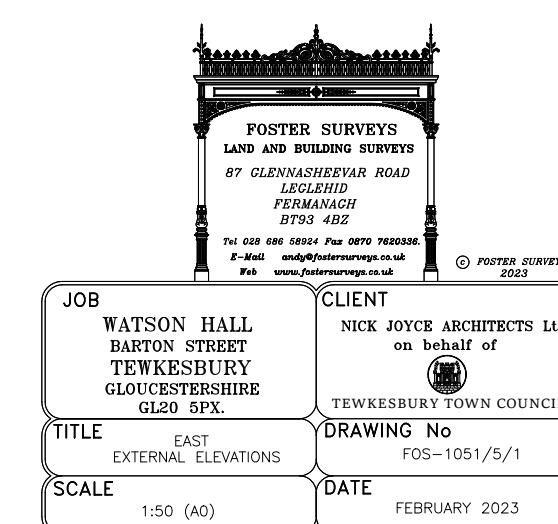 FOSTER SURVEYS
LAND AND BUILDING SURVEYS
87 GLENNASHEEVAR ROAD
LEGLEHID
FERMANAGH
BT93 4BZ
Tel 028 686 58924 Fax 0870 7620336.
E-Mail andy@fostersurveys.co.uk
Web www.fostersurveys.co.uk
© FOSTER SURVEY
2023
JOB
WATSON HALL
BARTON STREET
TEWKESBURY
GLOUCESTERSHIRE
GL20 5PX.
CLIENT
NICK JOYCE ARCHITECTS Lt
on behalf of
TEWKESBURY TOWN COUNCI
TITLE
EAST
EXTERNAL ELEVATIONS
DRAWING No
FOS-1051/5/1
SCALE
1:50 (A0)
DATE
FEBRUARY 2023